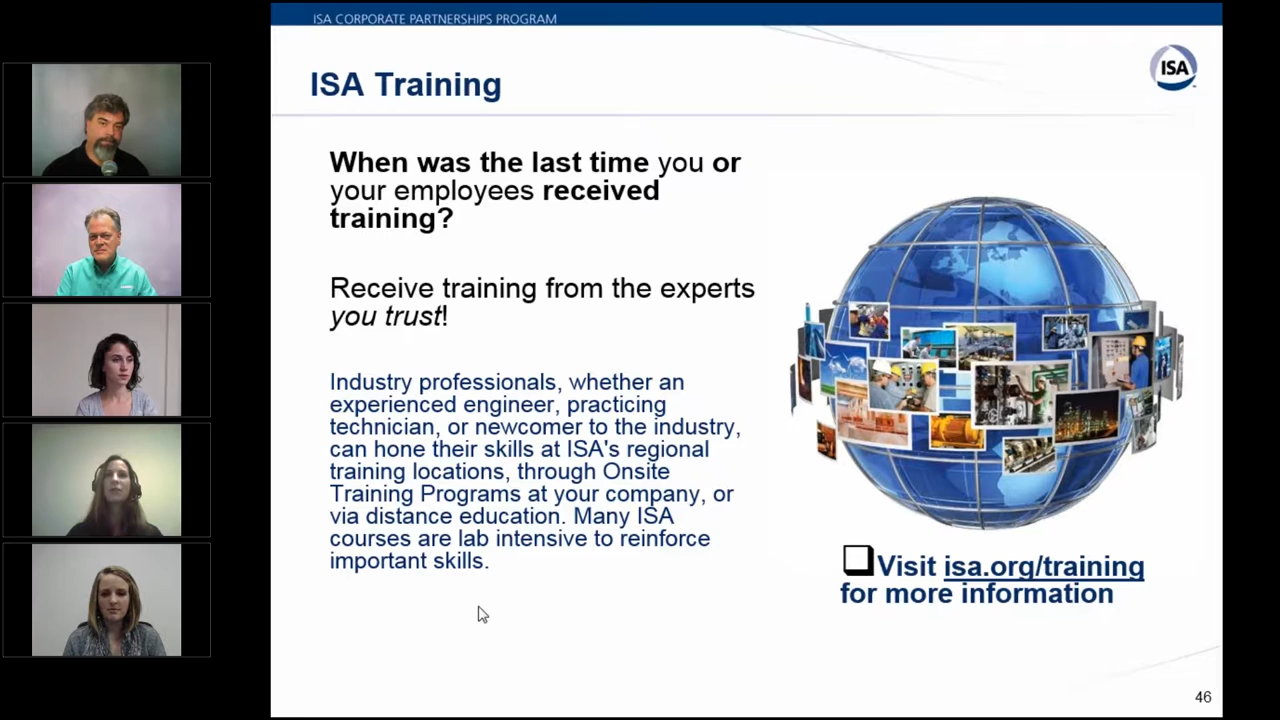 ISA CORPORATE PARTNERSHIPS PROGRAM
ISA Training
ISA
When was the last time you or
your employees received
training?
Receive training from the experts
you trust!
Industry professionals, whether an
experienced engineer, practicing
technician, or newcomer to the industry,
can hone their skills at ISA's regional
training locations, through Onsite
Training Programs at your company, or
via distance education. Many ISA
courses are lab intensive to reinforce
important skills.
Visit isa.org/training
for more information
46